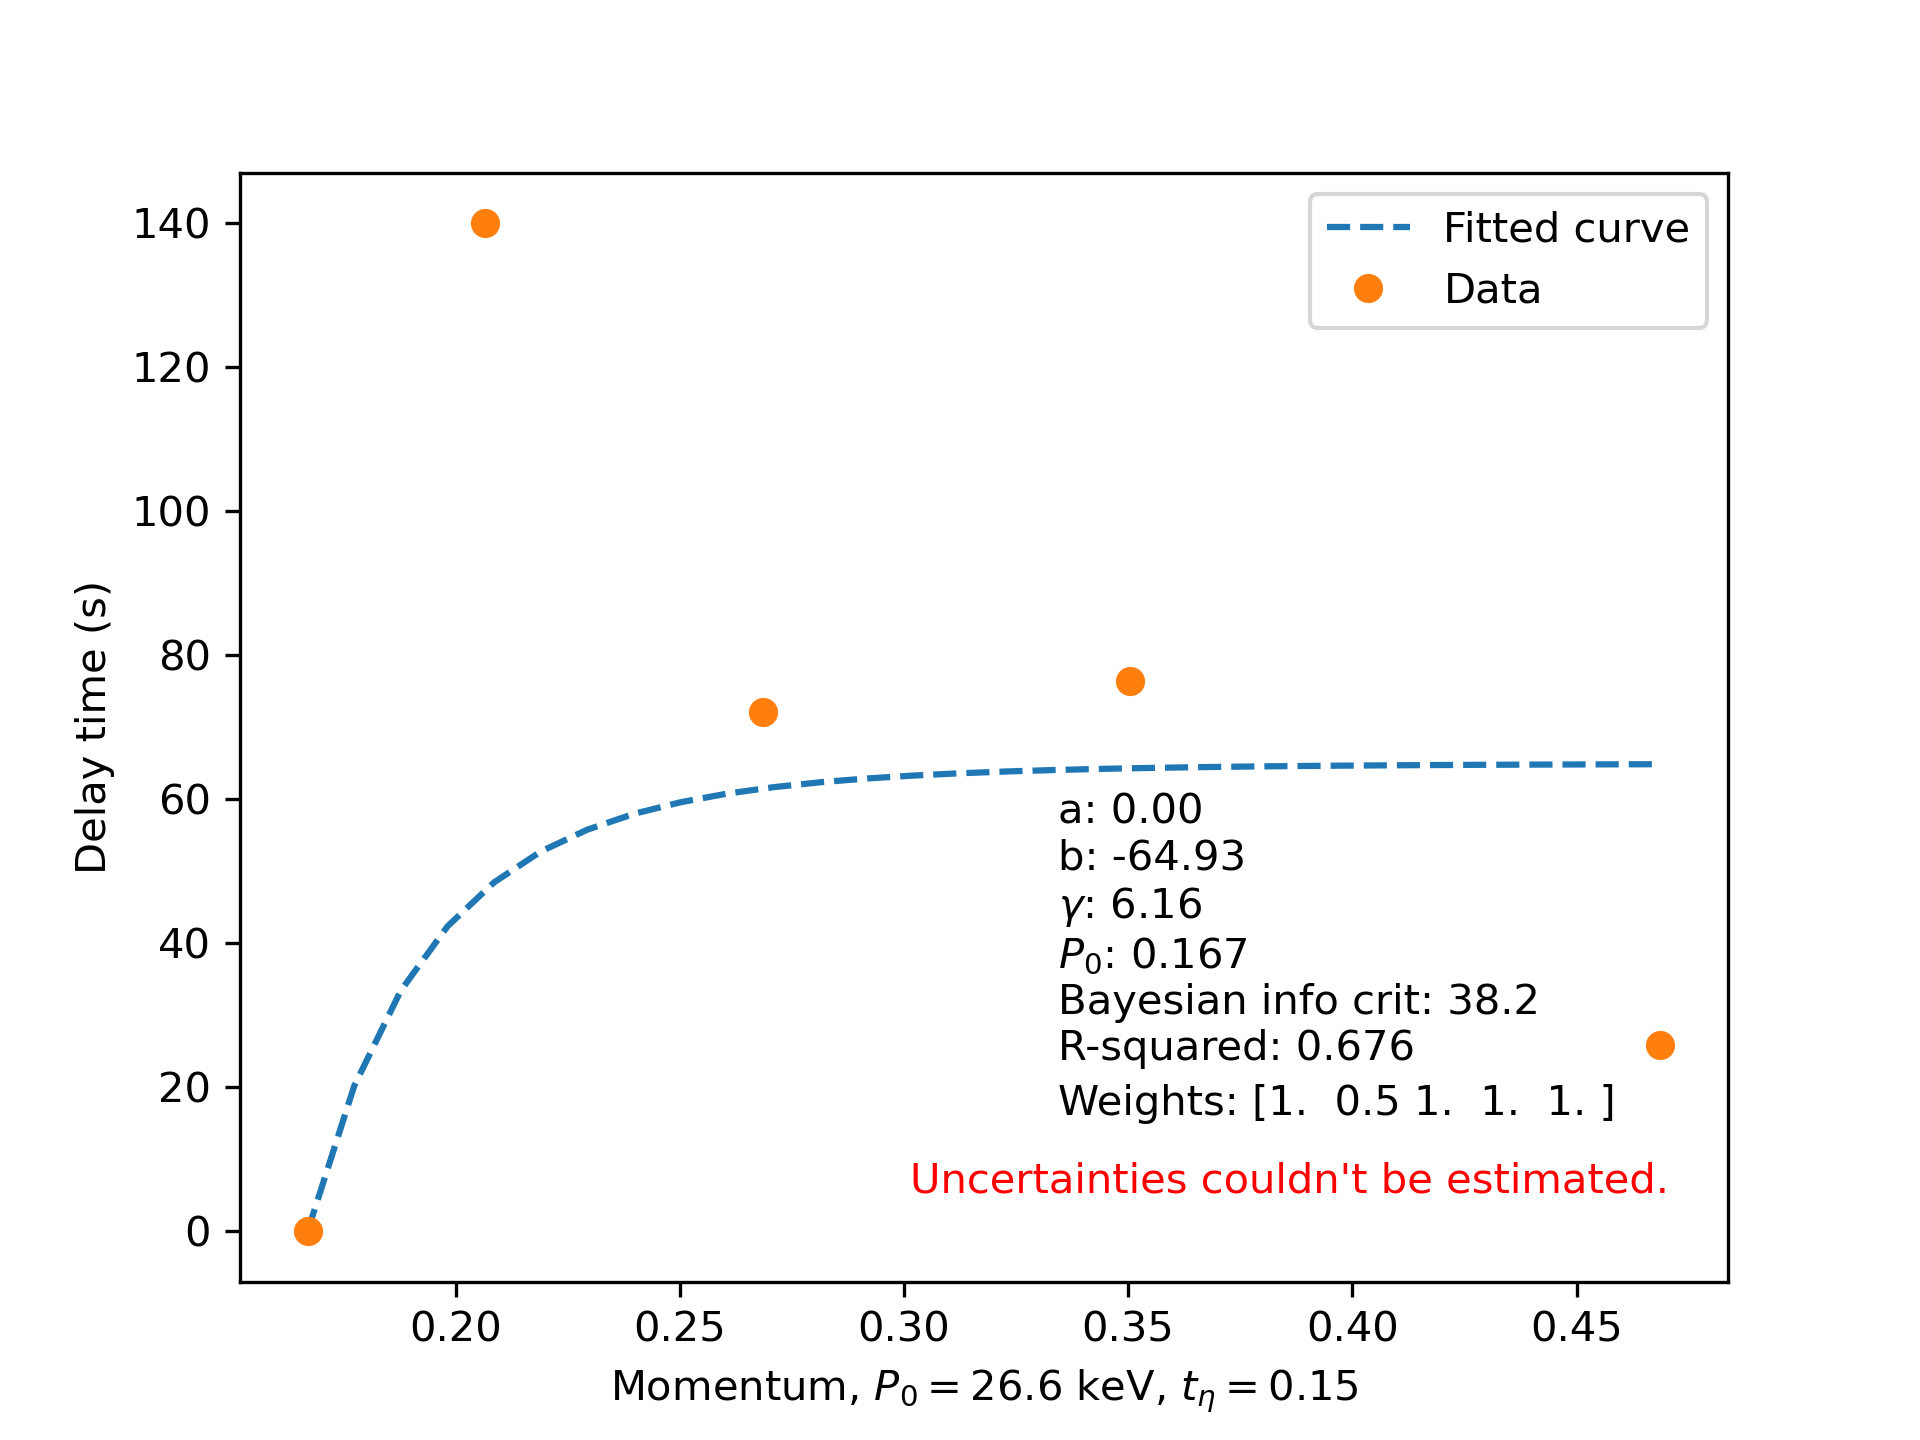 Fitted curve
Data
140
120
100
80
60
40
20
0
Delay time (s)
a: 0.00
b: -64.93
γ: 6.16
P₀: 0.167
Bayesian info crit: 38.2
R-squared: 0.676
Weights: [1.  0.5 1.  1.  1. ]
Uncertainties couldn't be estimated.
0.20 0.25 0.30 0.35 0.40 0.45
Momentum, P₀ = 26.6 keV, tη = 0.15